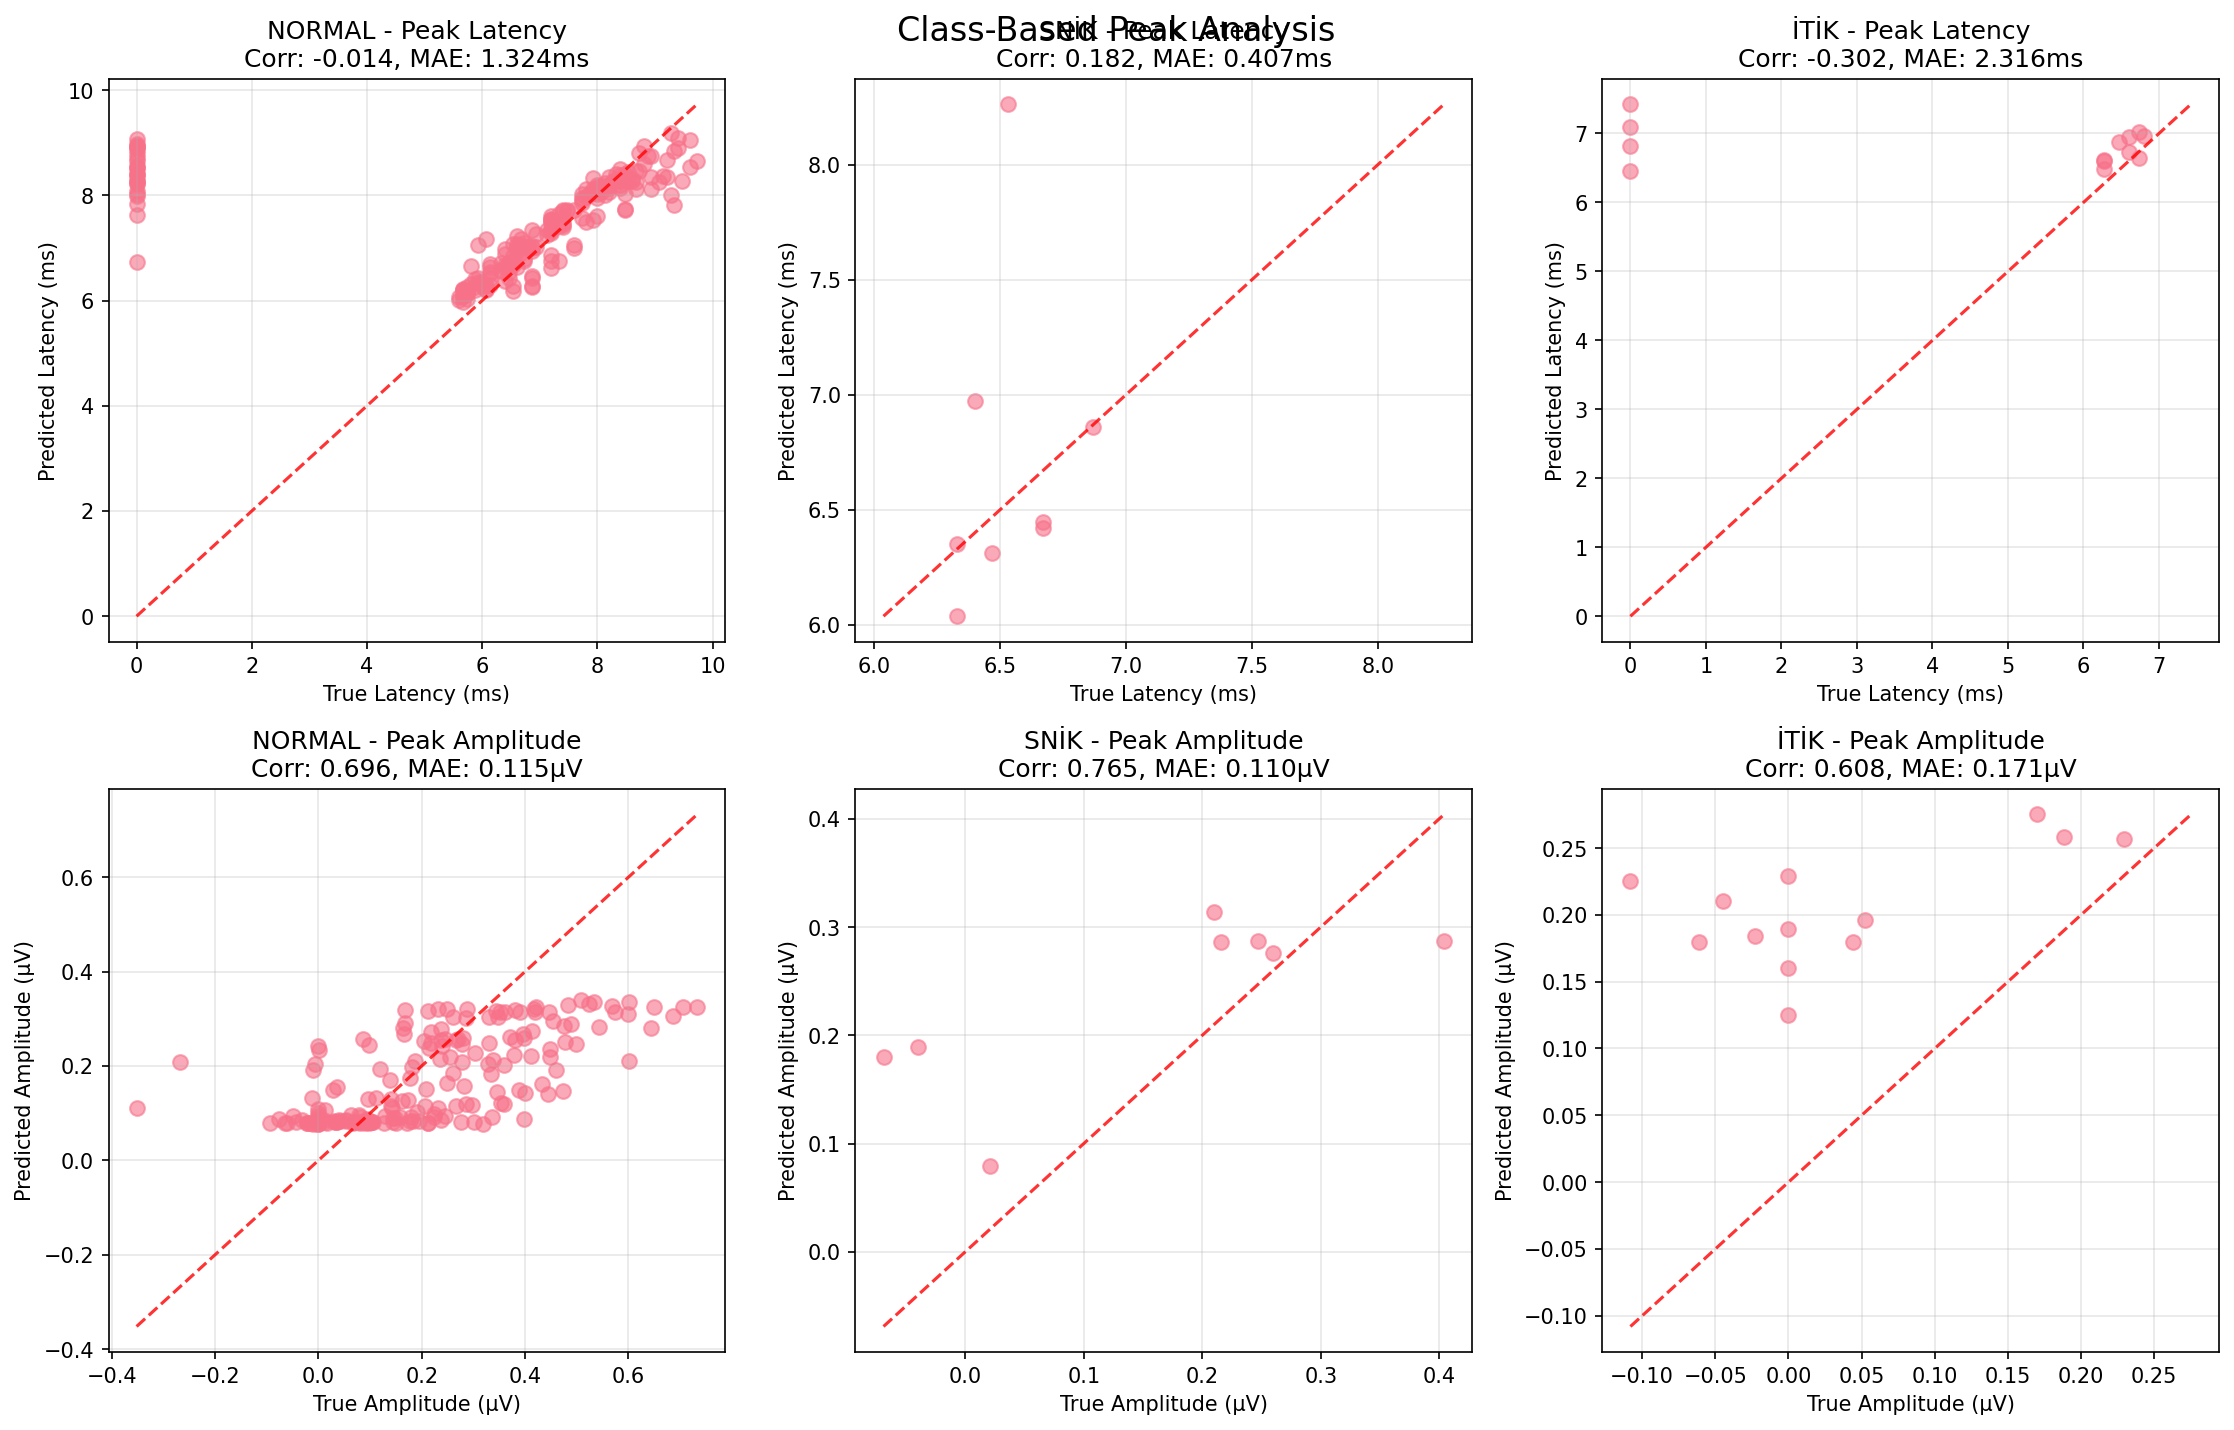 Class-Based Peak Analysis
NORMAL - Peak Latency
Corr: -0.014, MAE: 1.324ms
10
8
6
4
2
0
Predicted Latency (ms)
0 2 4 6 8 10
True Latency (ms)
SNİK - Peak Latency
Corr: 0.182, MAE: 0.407ms
8.0
7.5
7.0
6.5
6.0
Predicted Latency (ms)
6.0 6.5 7.0 7.5 8.0
True Latency (ms)
İTİK - Peak Latency
Corr: -0.302, MAE: 2.316ms
7
6
5
4
3
2
1
0
Predicted Latency (ms)
0 1 2 3 4 5 6 7
True Latency (ms)
NORMAL - Peak Amplitude
Corr: 0.696, MAE: 0.115µV
0.6
0.4
0.2
0.0
−0.2
−0.4
Predicted Amplitude (µV)
−0.4 −0.2 0.0 0.2 0.4 0.6
True Amplitude (µV)
SNİK - Peak Amplitude
Corr: 0.765, MAE: 0.110µV
0.4
0.3
0.2
0.1
0.0
Predicted Amplitude (µV)
0.0 0.1 0.2 0.3 0.4
True Amplitude (µV)
İTİK - Peak Amplitude
Corr: 0.608, MAE: 0.171µV
0.25
0.20
0.15
0.10
0.05
0.00
−0.05
−0.10
Predicted Amplitude (µV)
−0.10 −0.05 0.00 0.05 0.10 0.15 0.20 0.25
True Amplitude (µV)